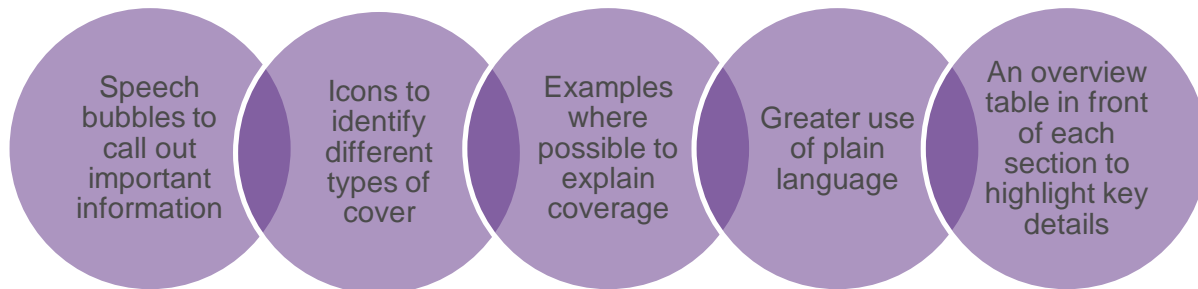 Speech
bubbles to
call out
important
information
Icons to
identify
different
types of
cover
Examples
where
possible to
explain
coverage
Greater use
of plain
language
An overview
table in front
of each
section to
highlight key
details